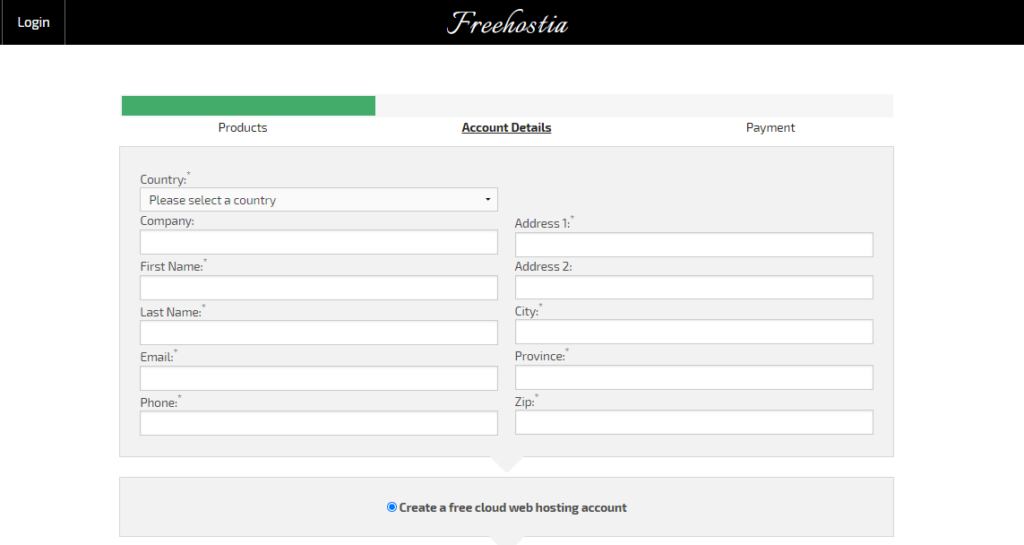 Login
Freehostia
Products
Account Details
Payment
Country:*
Please select a country
Company:
First Name:*
Last Name:*
Email:*
Phone:*
Address 1:*
Address 2:
City:*
Province:*
Zip:*
Create a free cloud web hosting account